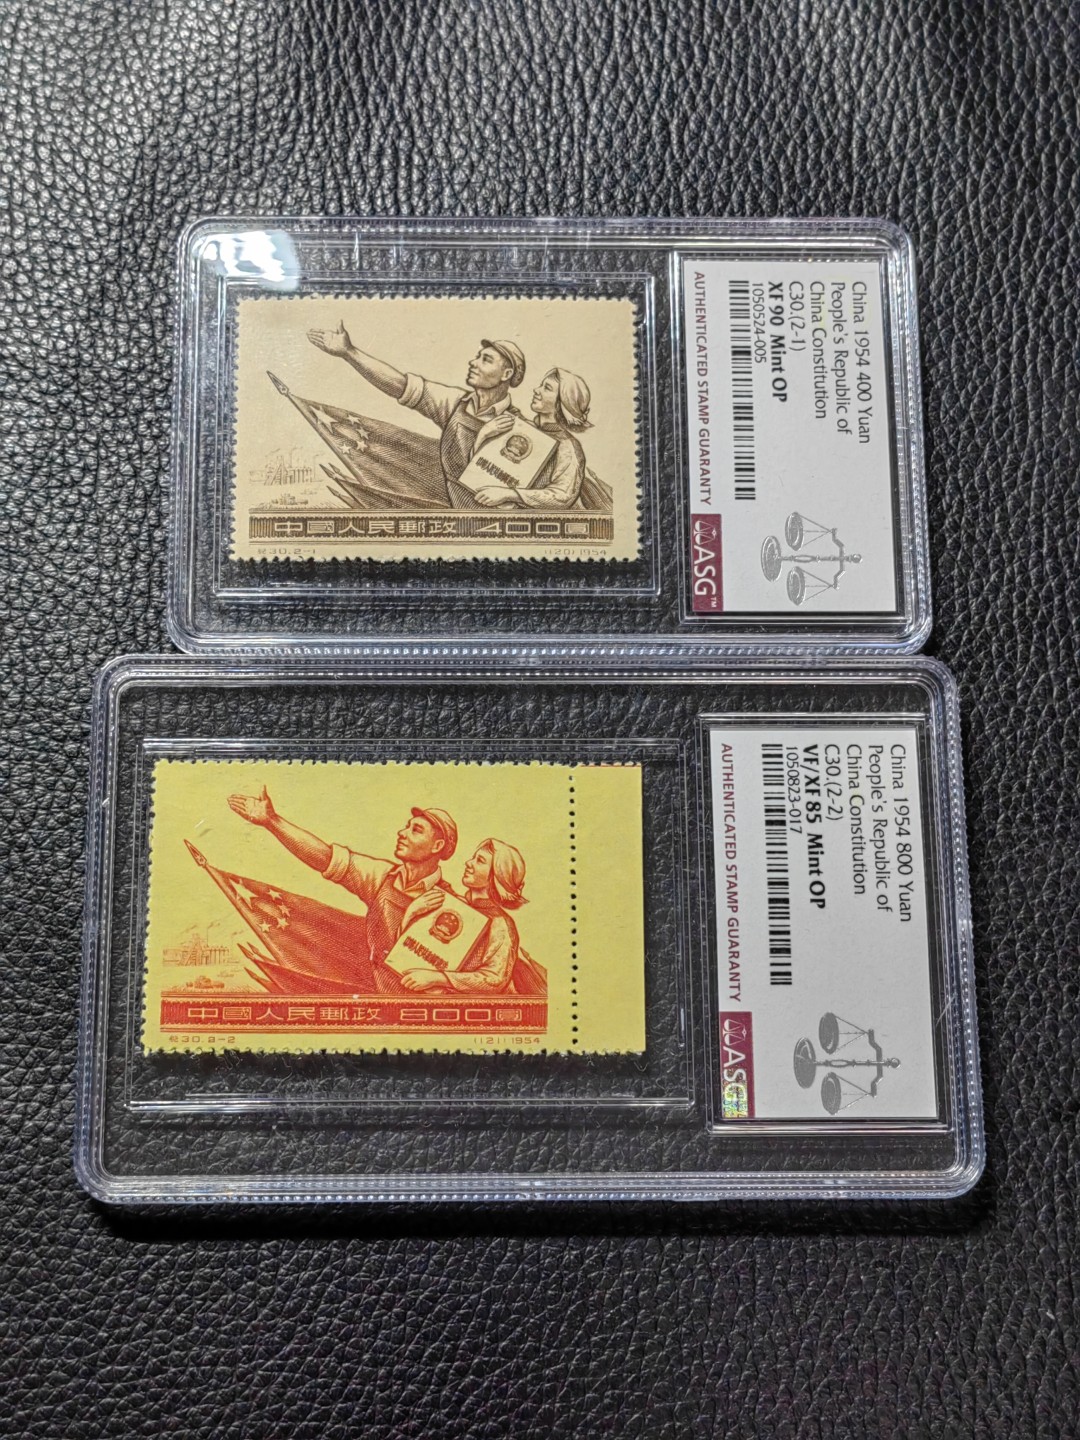 中國人民郵政 400圓
紀30.2-1 (120)1954
China 1954 400 Yuan
People's Republic of
China Constitution
C30.(2-1)
XF 90 Mint OP
1050524-005
AUTHENTICATED STAMP GUARANTY
ASG™
中國人民郵政 800圓
紀30.2-2 (121)1954
China 1954 800 Yuan
People's Republic of
China Constitution
C30.(2-2)
VF/XF 85 Mint OP
1050823-017
AUTHENTICATED STAMP GUARANTY
ASG